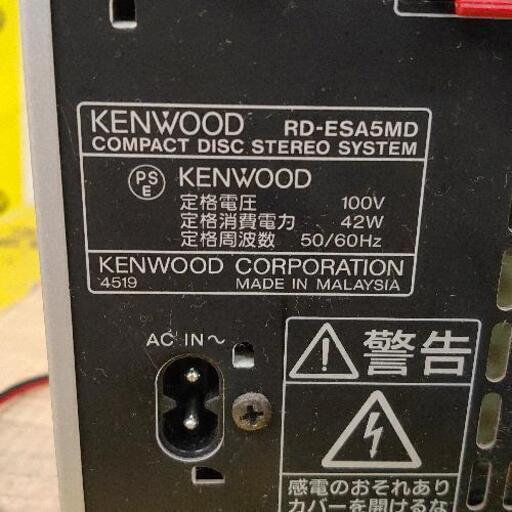 KENWOOD RD-ESA5MD
COMPACT DISC STEREO SYSTEM
PS
E
KENWOOD
定格電圧 100V
定格消費電力 42W
定格周波数 50/60Hz
KENWOOD CORPORATION
4519 MADE IN MALAYSIA
AC IN～
警告
感電のおそれあり
カバーを開けるな